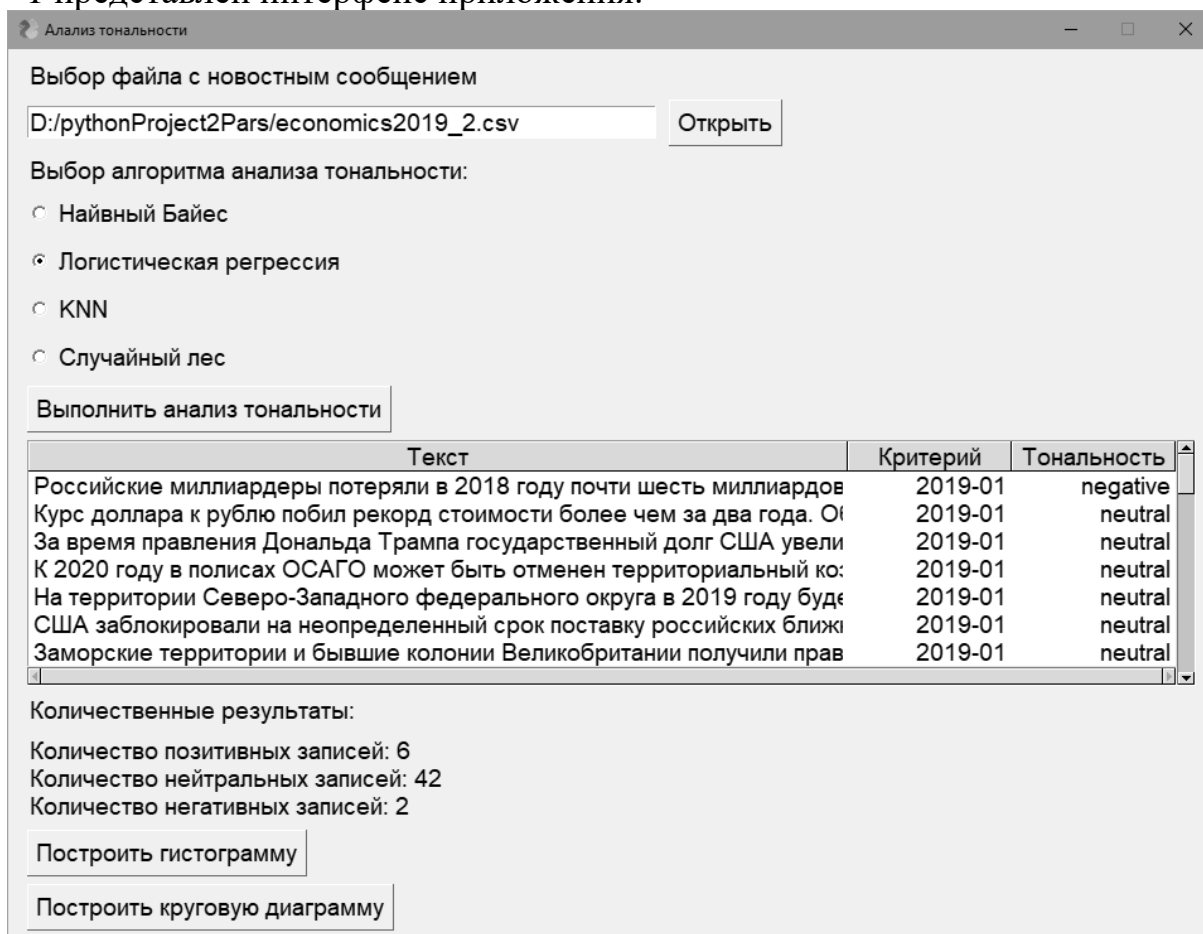 Алализ тональности
Выбор файла с новостным сообщением
D:/pythonProject2Pars/economics2019_2.csv Открыть
Выбор алгоритма анализа тональности:
Найвный Байес
Логистическая регрессия
KNN
Случайный лес
Выполнить анализ тональности
Текст Критерий Тональность
Российские миллиардеры потеряли в 2018 году почти шесть миллиардов 2019-01 negative
Курс доллара к рублю побил рекорд стоимости более чем за два года. 2019-01 neutral
За время правления Дональда Трампа государственный долг США увели 2019-01 neutral
К 2020 году в полисах ОСАГО может быть отменен территориальный 2019-01 neutral
На территории Северо-Западного федерального округа в 2019 году буде 2019-01 neutral
США заблокировали на неопределенный срок поставку российских 2019-01 neutral
Заморские территории и бывшие колонии Великобритании получили прав 2019-01 neutral
Количественные результаты:
Количество позитивных записей: 6
Количество нейтральных записей: 42
Количество негативных записей: 2
Построить гистограмму
Построить круговую диаграмму